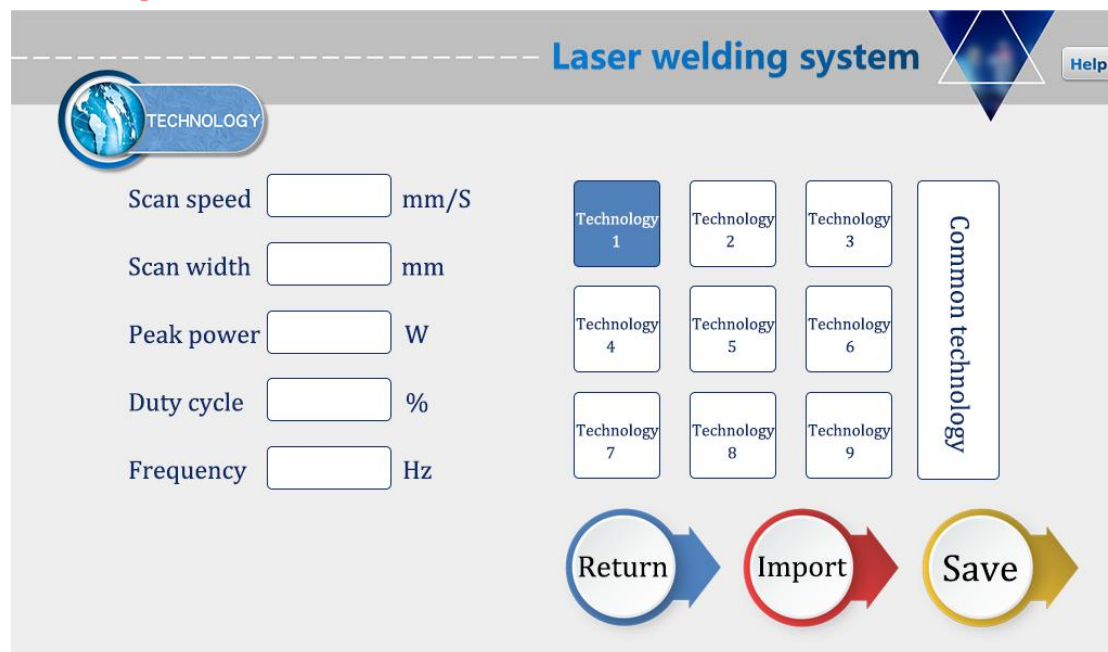 Laser welding system
Help
TECHNOLOGY
Scan speed mm/S
Scan width mm
Peak power W
Duty cycle %
Frequency Hz
Technology
1
Technology
2
Technology
3
Technology
4
Technology
5
Technology
6
Technology
7
Technology
8
Technology
9
Common technology
Return
Import
Save